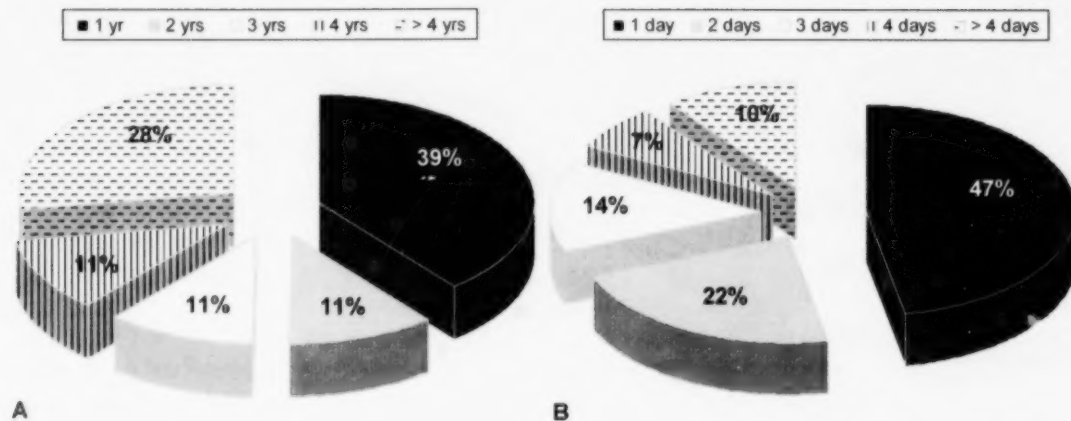 1 yr 2 yrs 3 yrs 4 yrs > 4 yrs
1 day 2 days 3 days 4 days > 4 days
28%
39%
11%
11%
11%
10%
7%
47%
14%
22%
A
B